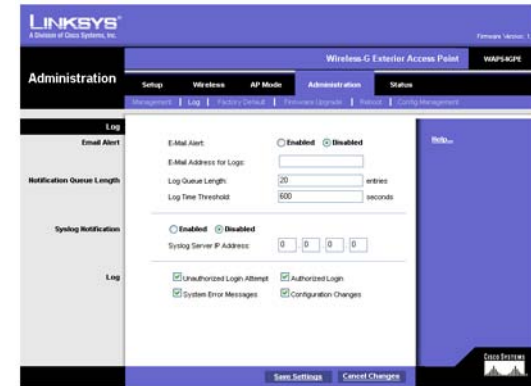 LINKSYS®
A Division of Cisco Systems, Inc.
Firmware Version: 1
Wireless-G Exterior Access Point WAP54GPE
Administration
Setup Wireless AP Mode Administration Status
Management | Log | Factory Default | Firmware Upgrade | Reboot | Config Management
Log
Email Alert E-Mail Alert: Enabled Disabled Help...
E-Mail Address for Logs:
Notification Queue Length Log Queue Length: 20 entries
Log Time Threshold: 600 seconds
Syslog Notification Enabled Disabled
Syslog Server IP Address: 0 0 0 0
Log Unauthorized Login Attempt Authorized Login
System Error Messages Configuration Changes
Save Settings Cancel Changes
CISCO SYSTEMS